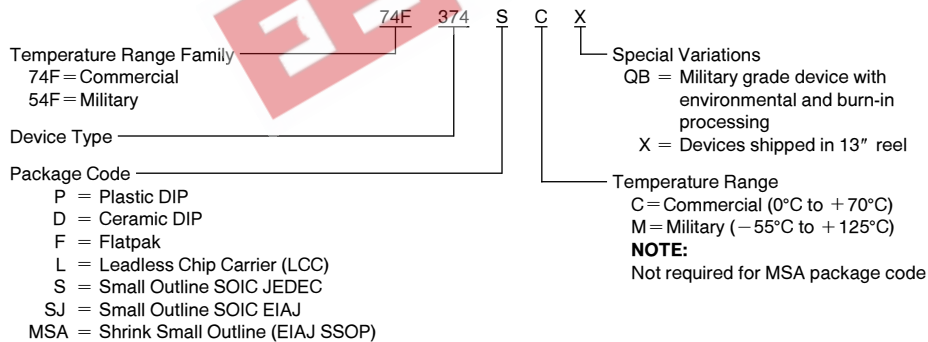 74F 374 S C X
Temperature Range Family
74F = Commercial
54F = Military
Device Type
Package Code
P = Plastic DIP
D = Ceramic DIP
F = Flatpak
L = Leadless Chip Carrier (LCC)
S = Small Outline SOIC JEDEC
SJ = Small Outline SOIC EIAJ
MSA = Shrink Small Outline (EIAJ SSOP)
Special Variations
QB = Military grade device with
environmental and burn-in
processing
X = Devices shipped in 13″ reel
Temperature Range
C = Commercial (0°C to +70°C)
M = Military (−55°C to +125°C)
NOTE:
Not required for MSA package code